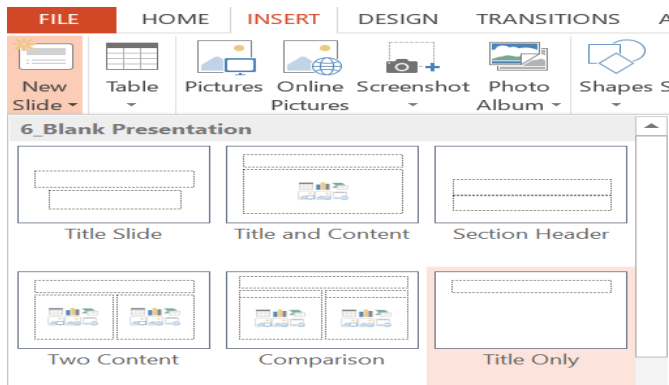 FILE HOME INSERT DESIGN TRANSITIONS A
New Table Pictures Online Screenshot Photo Shapes S
Slide Pictures Album
6_Blank Presentation
Title Slide Title and Content Section Header
Two Content Comparison Title Only